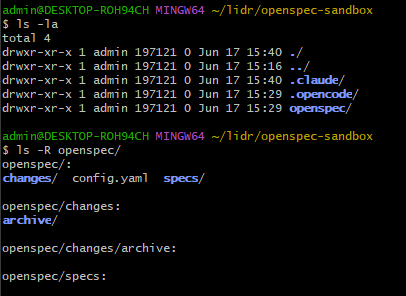 admin@DESKTOP-ROH94CH MINGW64 ~/lidr/openspec-sandbox
$ ls -la
total 4
drwxr-xr-x 1 admin 197121 0 Jun 17 15:40 ./
drwxr-xr-x 1 admin 197121 0 Jun 17 15:16 ../
drwxr-xr-x 1 admin 197121 0 Jun 17 15:40 .claude/
drwxr-xr-x 1 admin 197121 0 Jun 17 15:29 .opencode/
drwxr-xr-x 1 admin 197121 0 Jun 17 15:29 openspec/
admin@DESKTOP-ROH94CH MINGW64 ~/lidr/openspec-sandbox
$ ls -R openspec/
openspec/:
changes/  config.yaml  specs/
openspec/changes:
archive/
openspec/changes/archive:
openspec/specs: